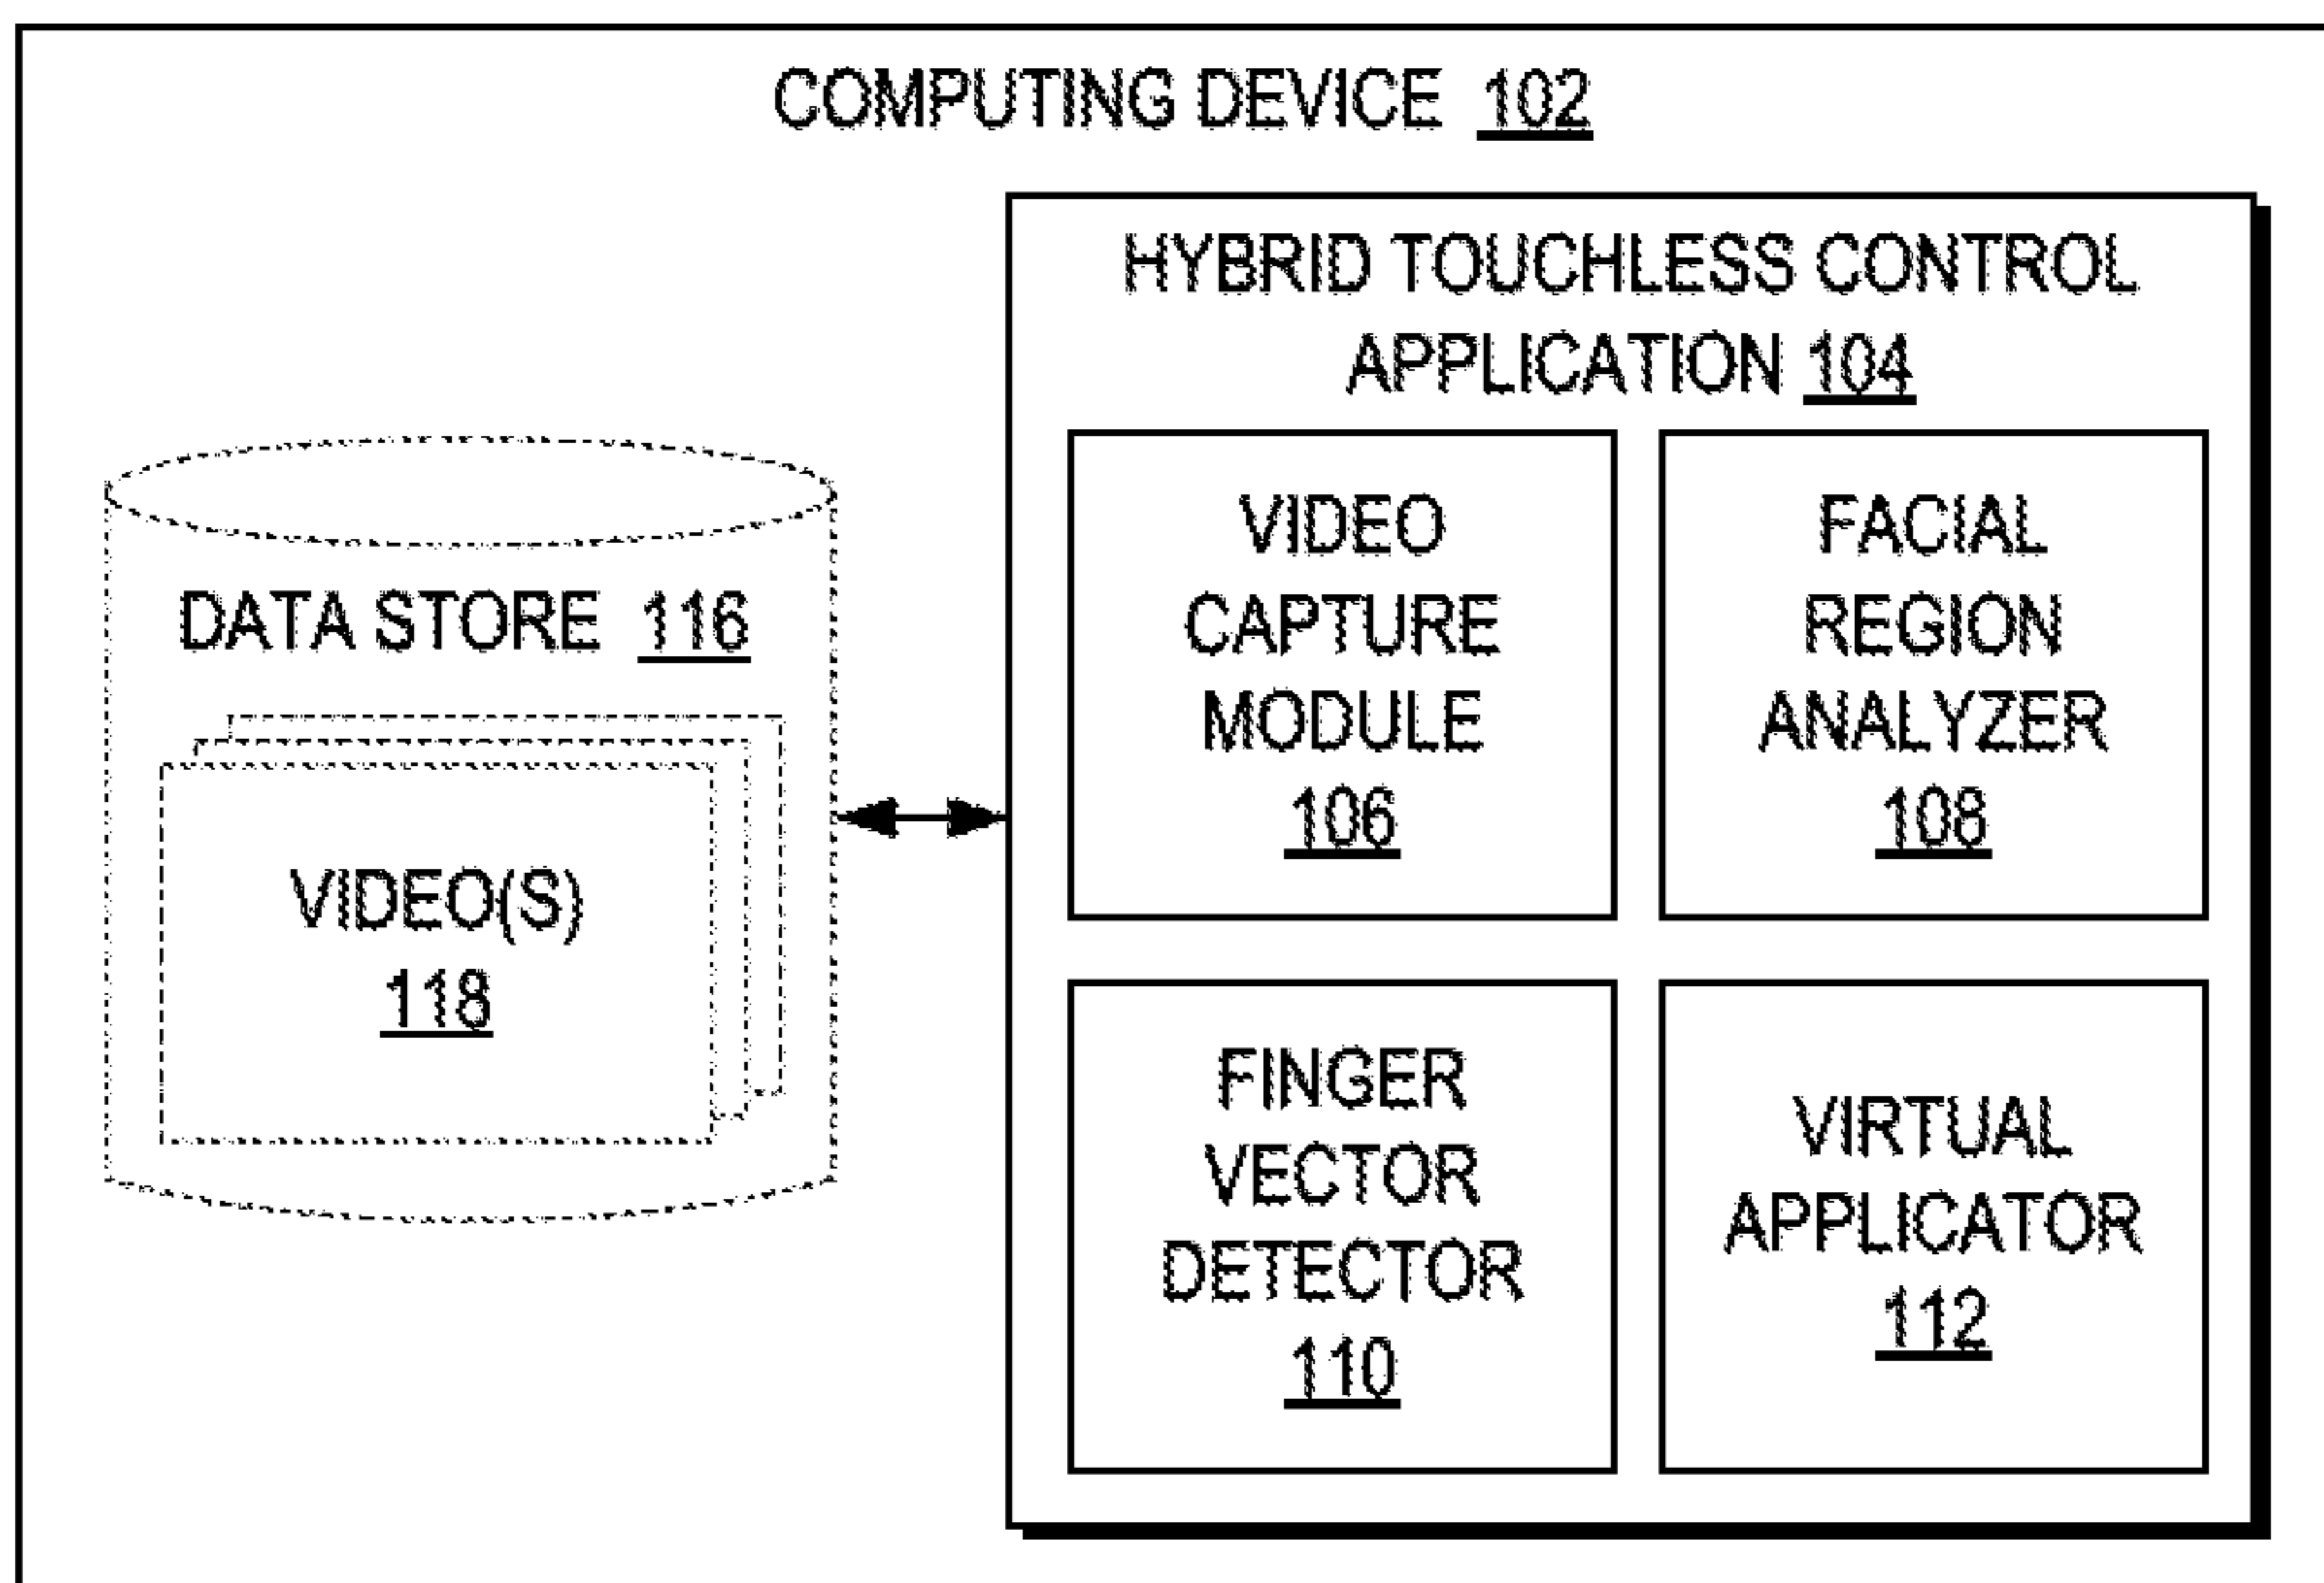 COMPUTING DEVICE 102
HYBRID TOUCHLESS CONTROL
APPLICATION 104
DATA STORE 116
VIDEO(S)
118
VIDEO
CAPTURE
MODULE
106
FACIAL
REGION
ANALYZER
108
FINGER
VECTOR
DETECTOR
110
VIRTUAL
APPLICATOR
112